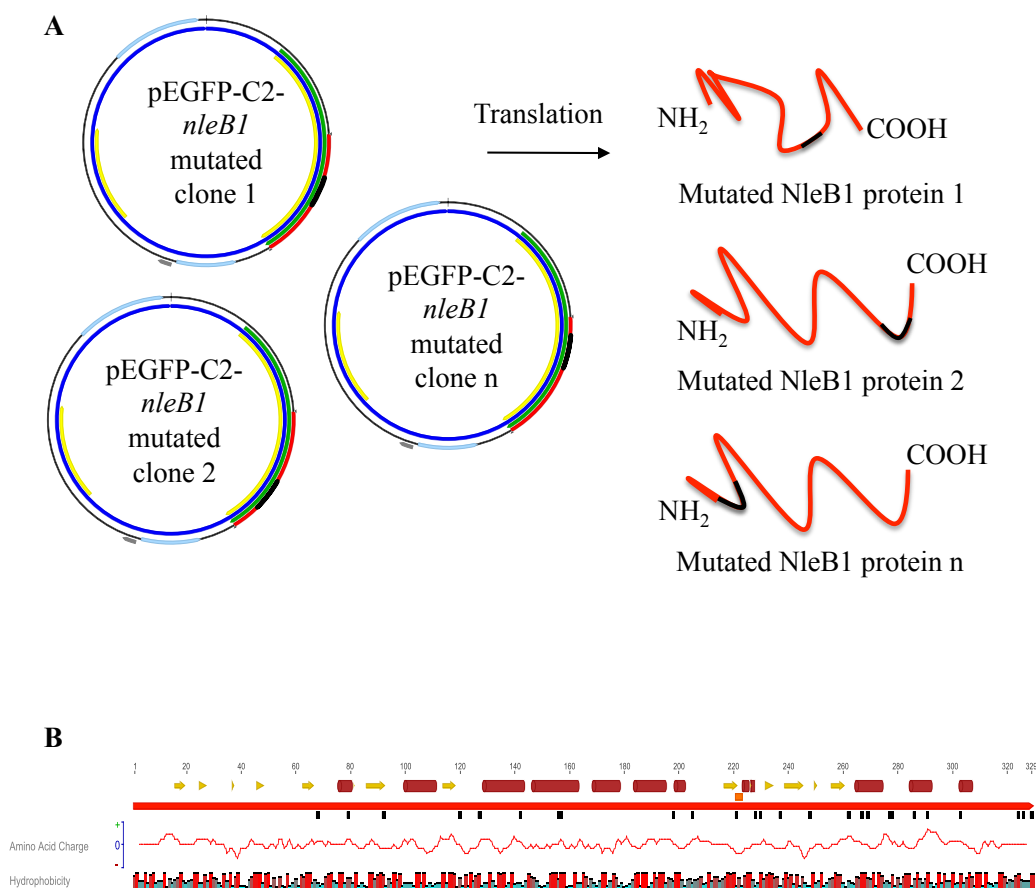 A
pEGFP-C2-
nleB1
mutated
clone 1
pEGFP-C2-
nleB1
mutated
clone 2
pEGFP-C2-
nleB1
mutated
clone n
Translation
NH2
COOH
Mutated NleB1 protein 1
COOH
NH2
Mutated NleB1 protein 2
COOH
NH2
Mutated NleB1 protein n
B
1 20 40 60 80 100 120 140 160 180 200 220 240 260 280 300 329
+
Amino Acid Charge 0
-
Hydrophobicity